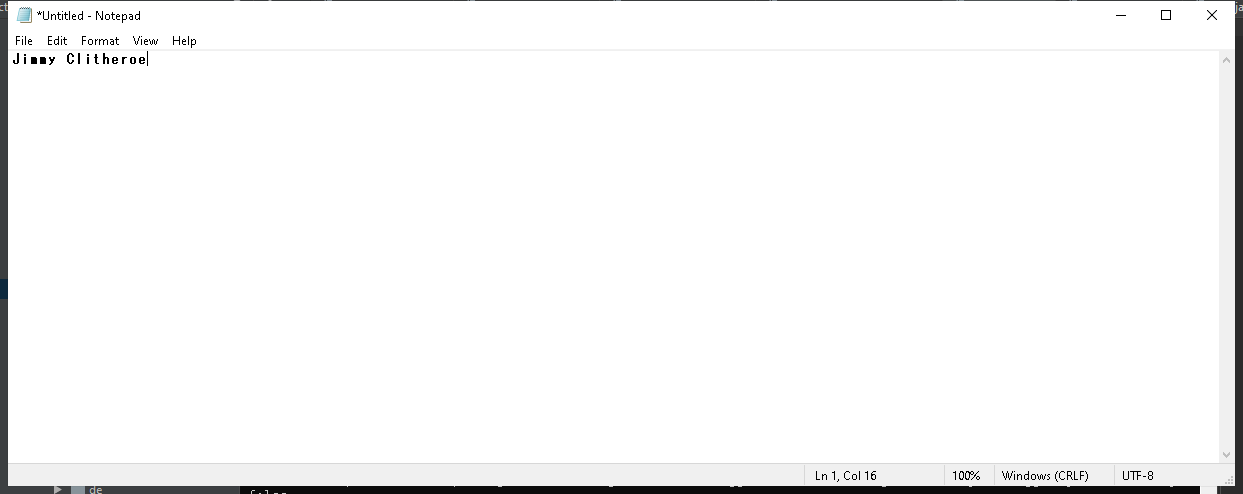 *Untitled - Notepad
File Edit Format View Help
Jimmy Clitheroe
Ln 1, Col 16 100% Windows (CRLF) UTF-8
de